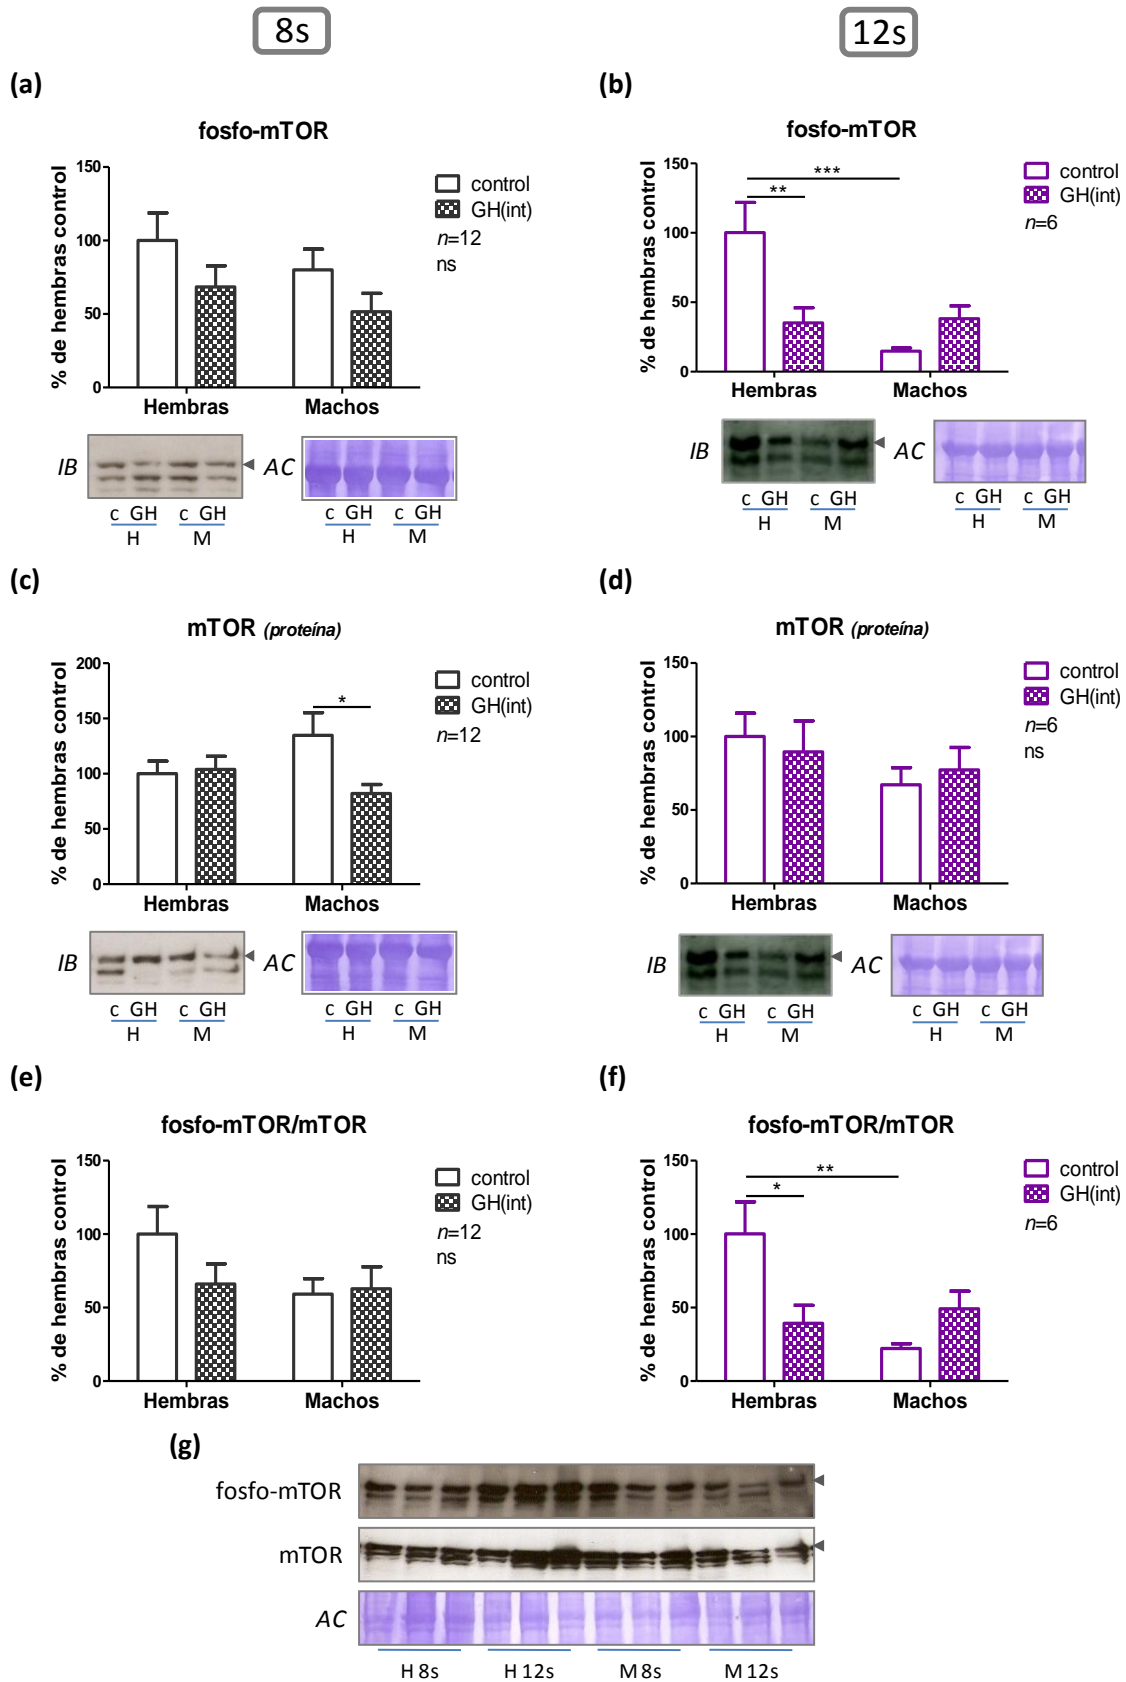 8s
12s
(a)
fosfo-mTOR
% de hembras control
150
100
50
0
Hembras
Machos
control
GH(int)
n=12
ns
IB
AC
c GH c GH
H M
c GH c GH
H M
(b)
fosfo-mTOR
% de hembras control
150
100
50
0
***
**
Hembras
Machos
control
GH(int)
n=6
IB
AC
c GH c GH
H M
c GH c GH
H M
(c)
mTOR (proteína)
% de hembras control
200
150
100
50
0
*
Hembras
Machos
control
GH(int)
n=12
IB
AC
c GH c GH
H M
c GH c GH
H M
(d)
mTOR (proteína)
% de hembras control
150
100
50
0
Hembras
Machos
control
GH(int)
n=6
ns
IB
AC
c GH c GH
H M
c GH c GH
H M
(e)
fosfo-mTOR/mTOR
% de hembras control
150
100
50
0
Hembras
Machos
control
GH(int)
n=12
ns
(f)
fosfo-mTOR/mTOR
% de hembras control
150
100
50
0
**
*
Hembras
Machos
control
GH(int)
n=6
(g)
fosfo-mTOR
mTOR
AC
H 8s H 12s M 8s M 12s